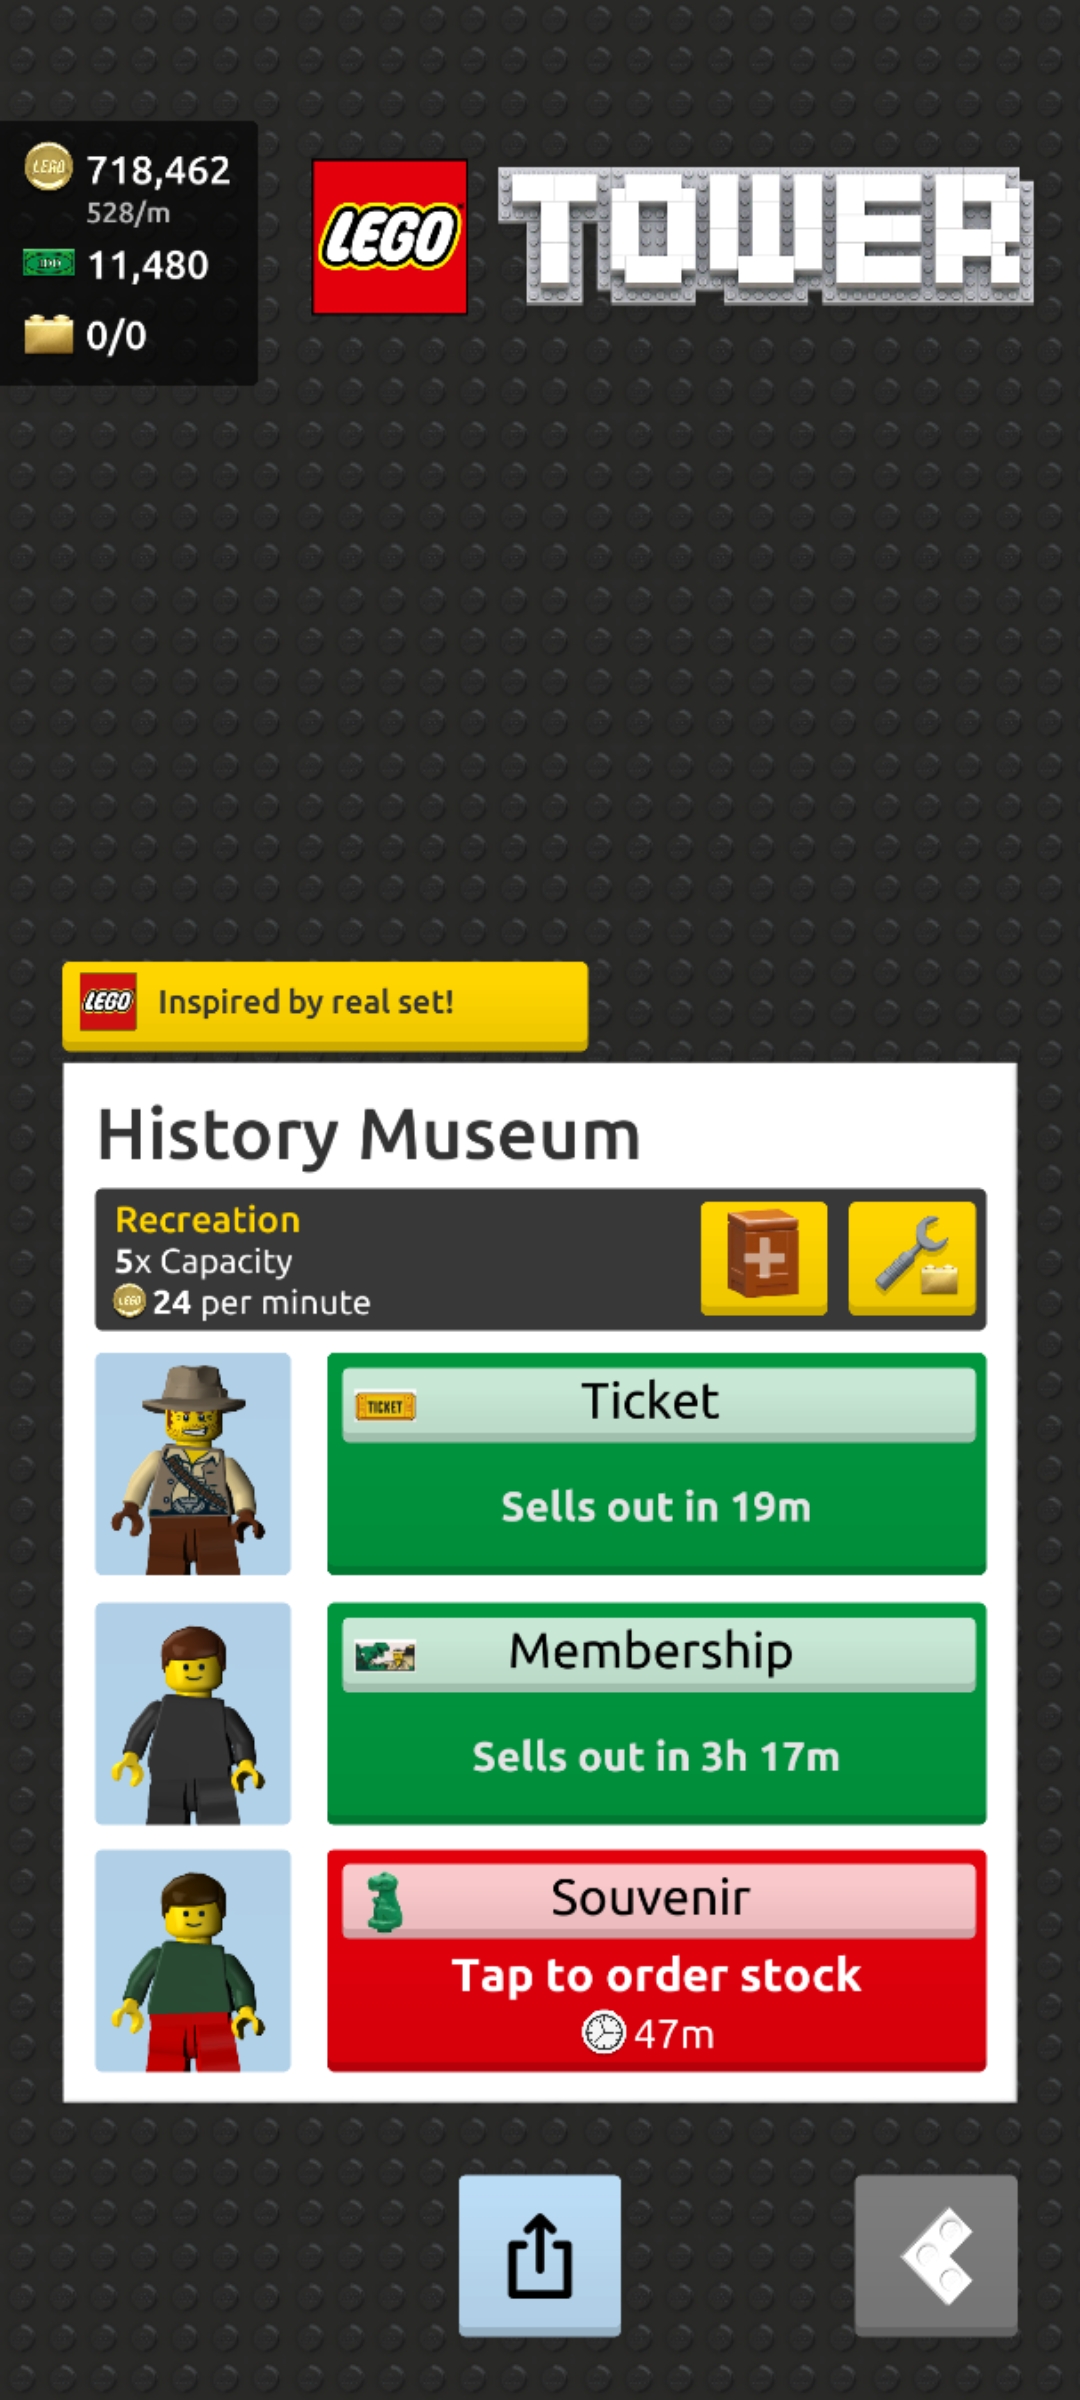 718,462
528/m
11,480
0/0
LEGO TOWER
LEGO Inspired by real set!
History Museum
Recreation
5x Capacity
24 per minute
TICKET Ticket
Sells out in 19m
Membership
Sells out in 3h 17m
Souvenir
Tap to order stock
47m